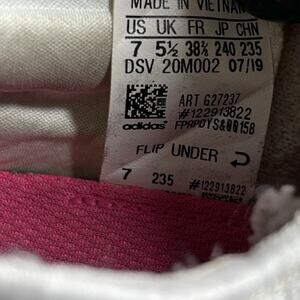 MADE IN VIETNAM
US UK FR JP CHN
7 5½ 38⅔ 240 235
DSV 20M002 07/19
ART G27237
#122913822
adidas
FLIP UNDER
7 235 #122913822